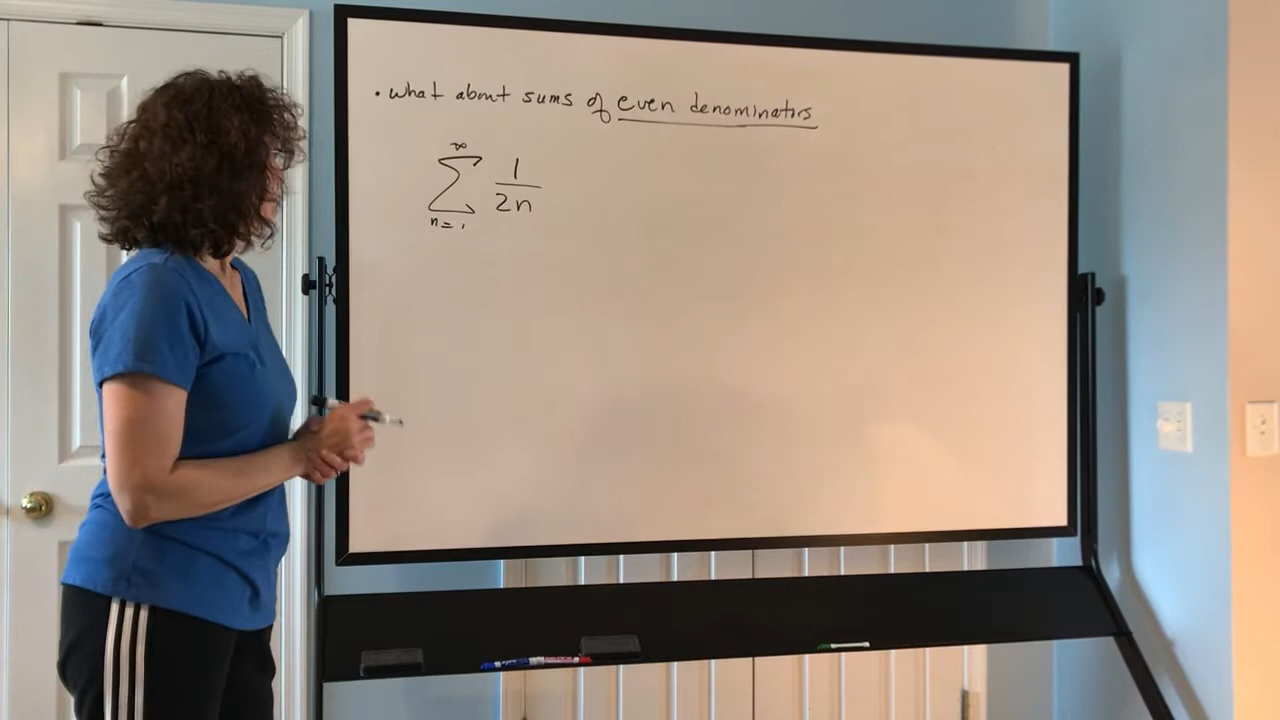 • what about sums of even denominators
∞
∑ 1/2n
n=1